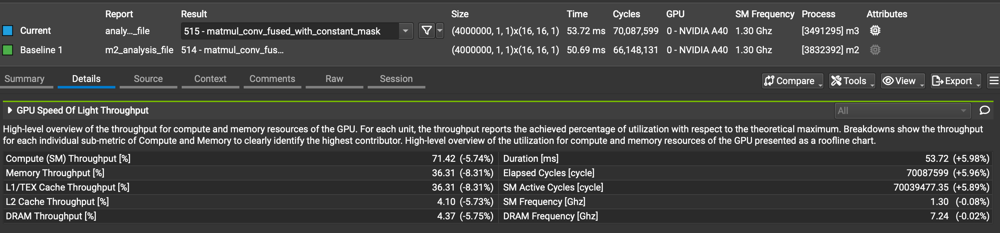 Report Result Size Time Cycles GPU SM Frequency Process Attributes
Current analy..._file 515 - matmul_conv_fused_with_constant_mask (4000000, 1, 1)x(16, 16, 1) 53.72 ms 70,087,599 0 - NVIDIA A40 1.30 Ghz [3491295] m3
Baseline 1 m2_analysis_file 514 - matmul_conv_fus... (4000000, 1, 1)x(16, 16, 1) 50.69 ms 66,148,131 0 - NVIDIA A40 1.30 Ghz [3832392] m2
Summary Details Source Context Comments Raw Session Compare Tools View Export
GPU Speed Of Light Throughput All
High-level overview of the throughput for compute and memory resources of the GPU. For each unit, the throughput reports the achieved percentage of utilization with respect to the theoretical maximum. Breakdowns show the throughput
for each individual sub-metric of Compute and Memory to clearly identify the highest contributor. High-level overview of the utilization for compute and memory resources of the GPU presented as a roofline chart.
Compute (SM) Throughput [%] 71.42 (-5.74%) Duration [ms] 53.72 (+5.98%)
Memory Throughput [%] 36.31 (-8.31%) Elapsed Cycles [cycle] 70087599 (+5.96%)
L1/TEX Cache Throughput [%] 36.31 (-8.31%) SM Active Cycles [cycle] 70039477.35 (+5.89%)
L2 Cache Throughput [%] 4.10 (-5.73%) SM Frequency [Ghz] 1.30 (-0.08%)
DRAM Throughput [%] 4.37 (-5.75%) DRAM Frequency [Ghz] 7.24 (-0.02%)